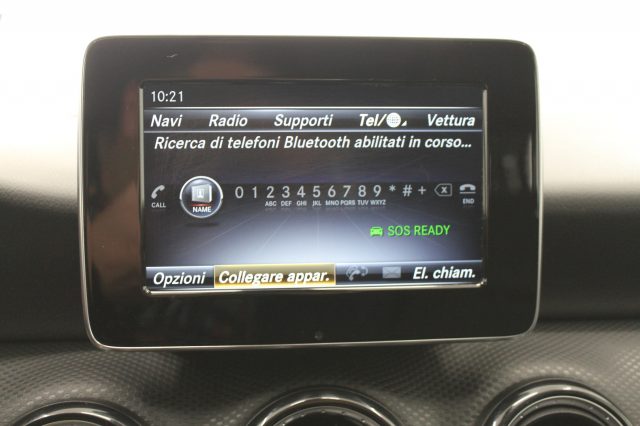 10:21
Navi Radio Supporti Tel/ Vettura
Ricerca di telefoni Bluetooth abilitati in corso...
0 1 2 3 4 5 6 7 8 9 * # +
CALL NAME ABC DEF GHI JKL MNO PQRS TUV WXYZ END
SOS READY
Opzioni Collegare appar. El. chiam.